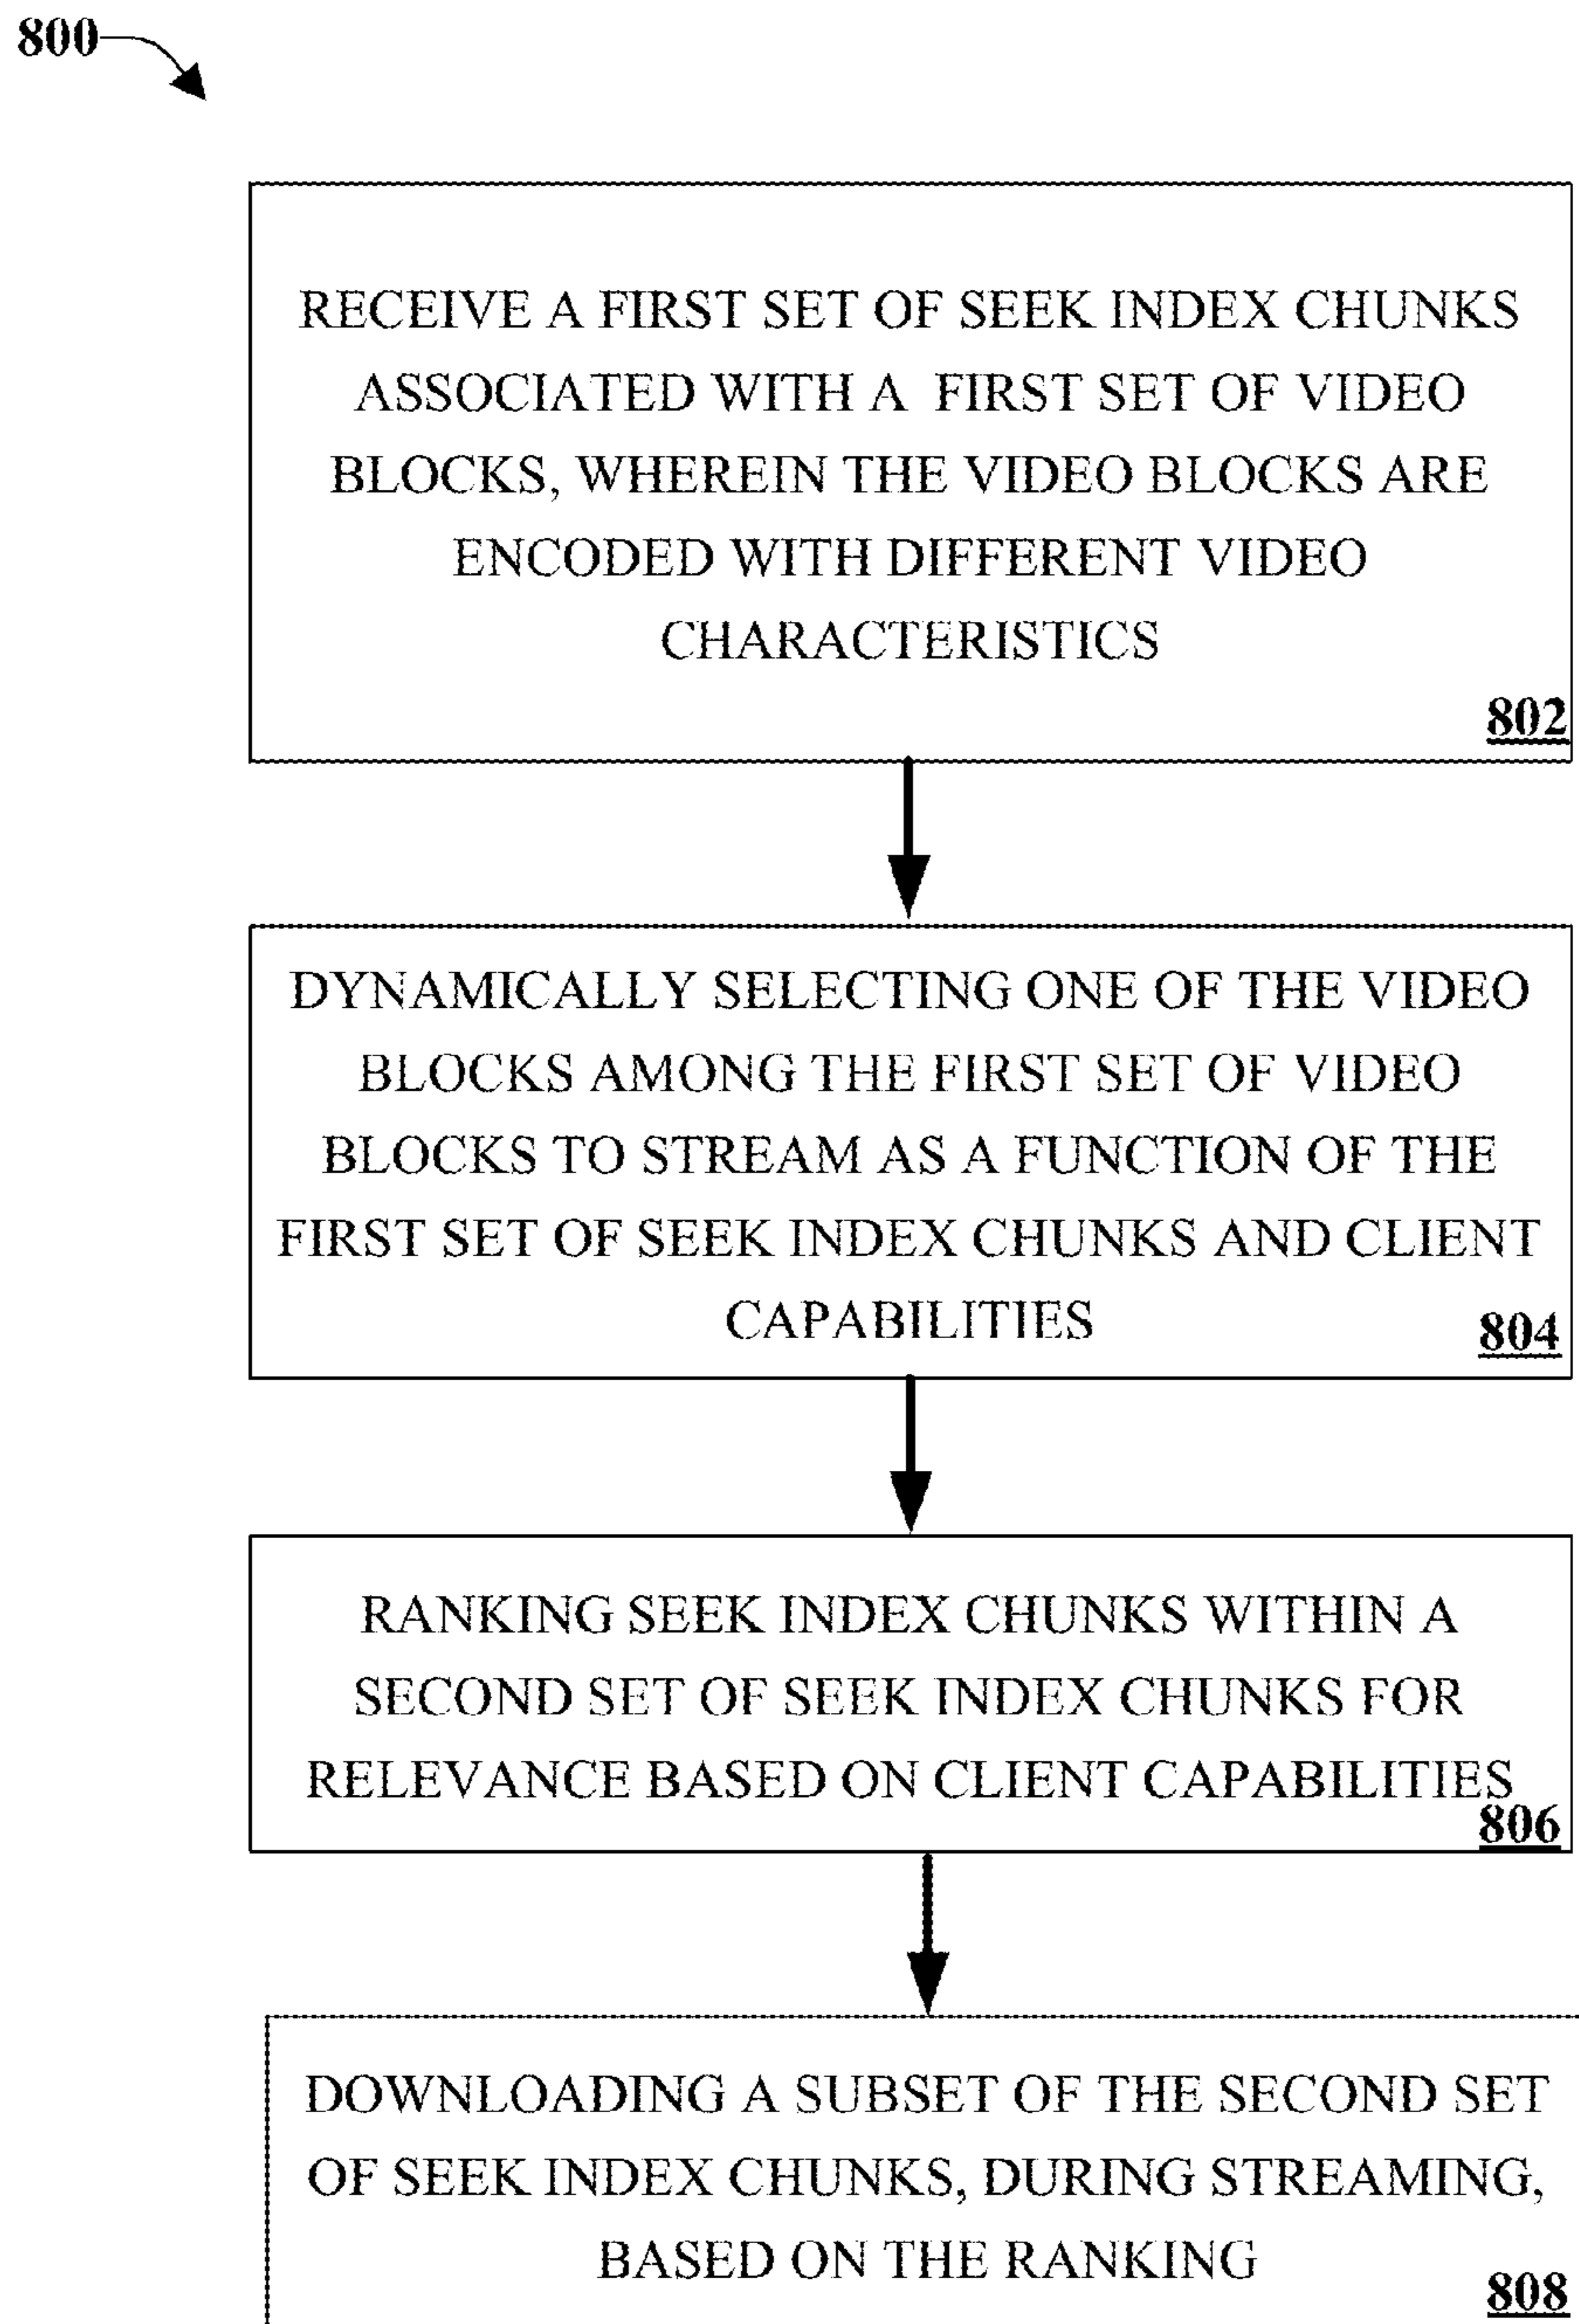 800
RECEIVE A FIRST SET OF SEEK INDEX CHUNKS
ASSOCIATED WITH A FIRST SET OF VIDEO
BLOCKS, WHEREIN THE VIDEO BLOCKS ARE
ENCODED WITH DIFFERENT VIDEO
CHARACTERISTICS
802
DYNAMICALLY SELECTING ONE OF THE VIDEO
BLOCKS AMONG THE FIRST SET OF VIDEO
BLOCKS TO STREAM AS A FUNCTION OF THE
FIRST SET OF SEEK INDEX CHUNKS AND CLIENT
CAPABILITIES
804
RANKING SEEK INDEX CHUNKS WITHIN A
SECOND SET OF SEEK INDEX CHUNKS FOR
RELEVANCE BASED ON CLIENT CAPABILITIES
806
DOWNLOADING A SUBSET OF THE SECOND SET
OF SEEK INDEX CHUNKS, DURING STREAMING,
BASED ON THE RANKING
808